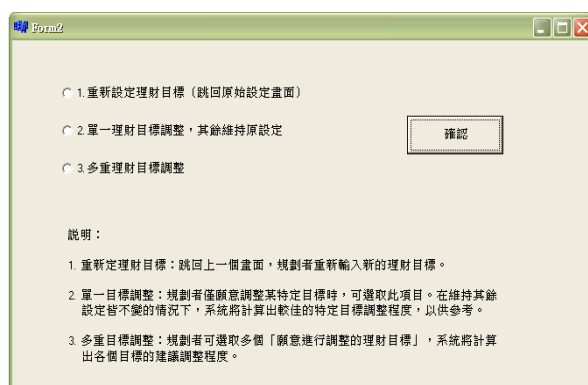 Form2
1. 重新設定理財目標（跳回原始設定畫面）
2. 單一理財目標調整，其餘維持原設定
確認
3. 多重理財目標調整
說明：
1. 重新定理財目標：跳回上一個畫面，規劃者重新輸入新的理財目標。
2. 單一目標調整：規劃者僅願意調整某特定目標時，可選取此項目。在維持其餘
設定皆不變的情況下，系統將計算出較佳的特定目標調整程度，以供參考。
3. 多重目標調整：規劃者可選取多個「願意進行調整的理財目標」，系統將計算
出各個目標的建議調整程度。